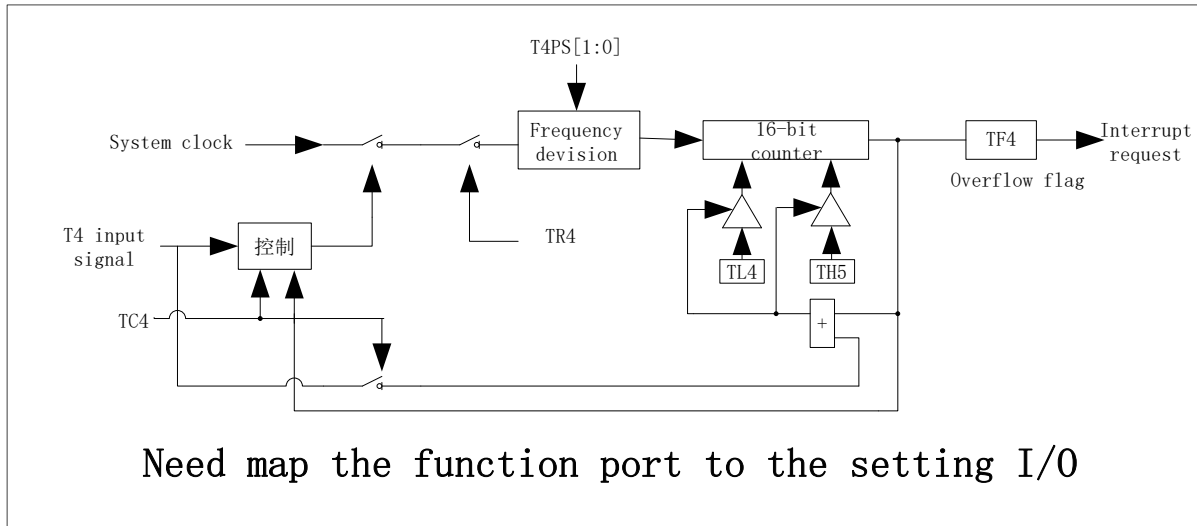 T4PS[1:0]
System clock
Frequency
devision
16-bit
counter
TF4
Interrupt
request
Overflow flag
T4 input
signal
控制
TR4
TL4
TH5
TC4
+
Need map the function port to the setting I/O